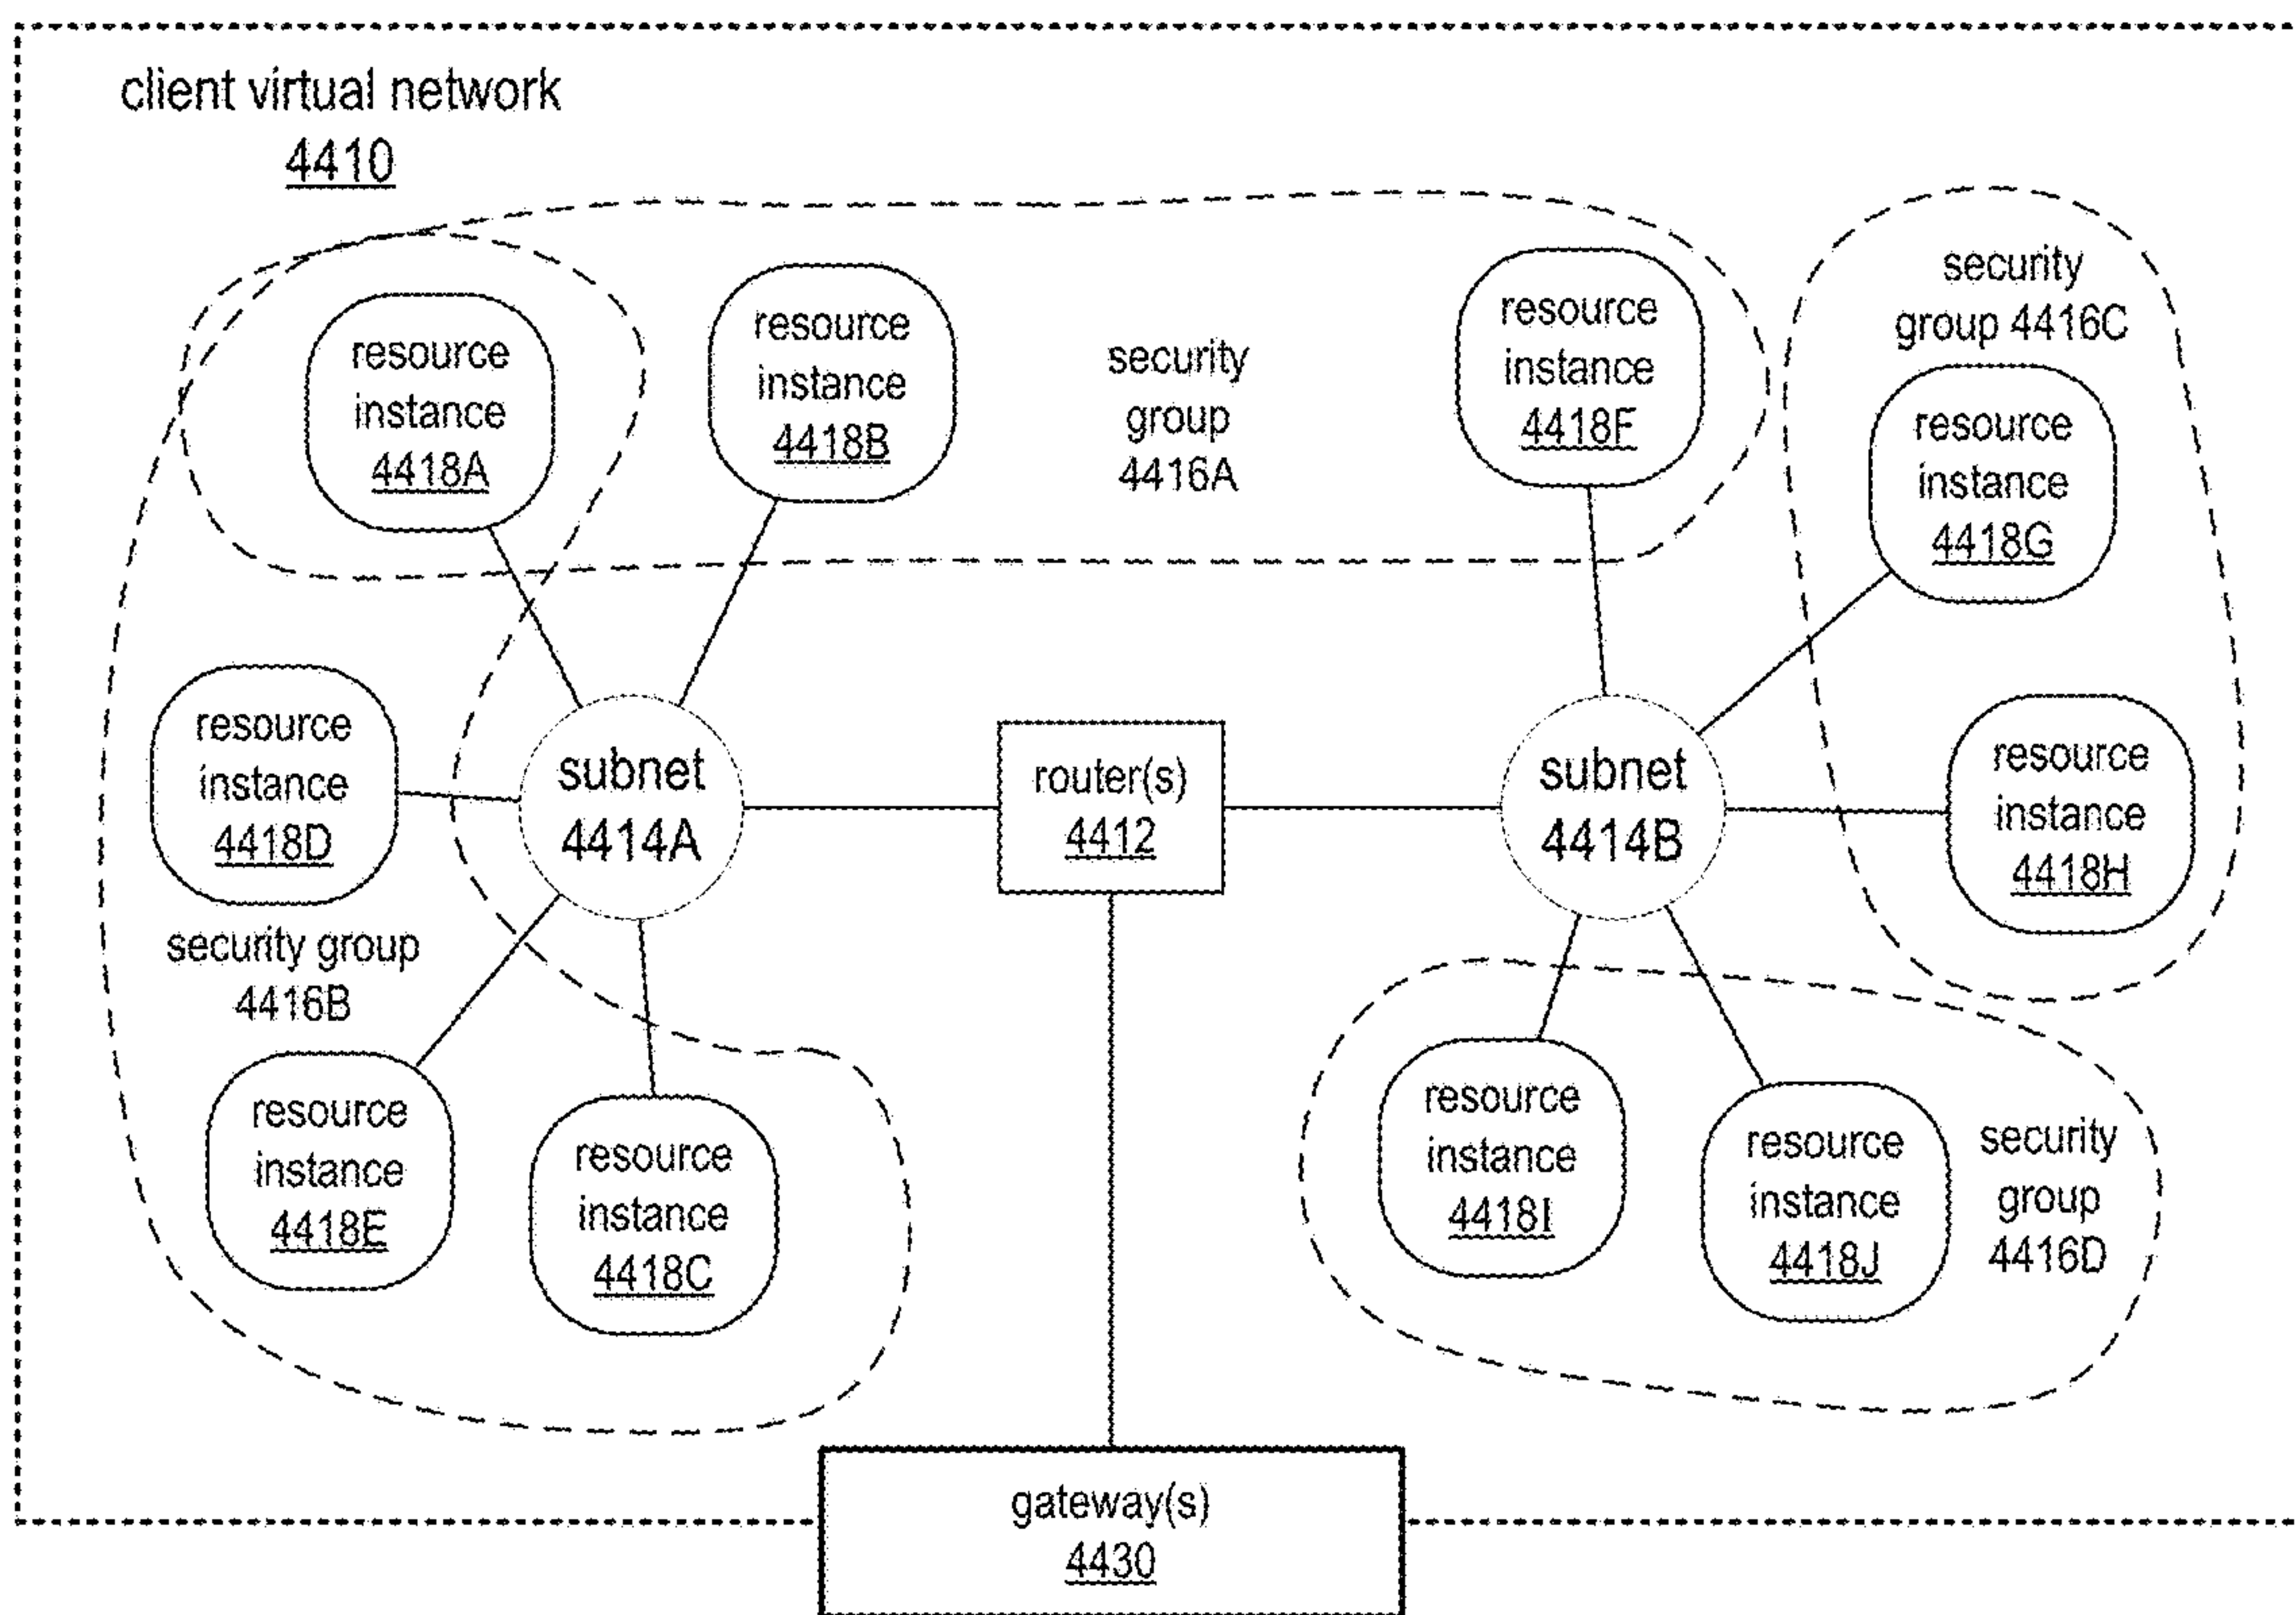 client virtual network
4410
resource
instance
4418A
resource
instance
4418B
security
group
4416A
resource
instance
4418F
security
group 4416C
resource
instance
4418G
resource
instance
4418D
subnet
4414A
router(s)
4412
subnet
4414B
resource
instance
4418H
security group
4416B
resource
instance
4418E
resource
instance
4418C
resource
instance
4418I
resource
instance
4418J
security
group
4416D
gateway(s)
4430